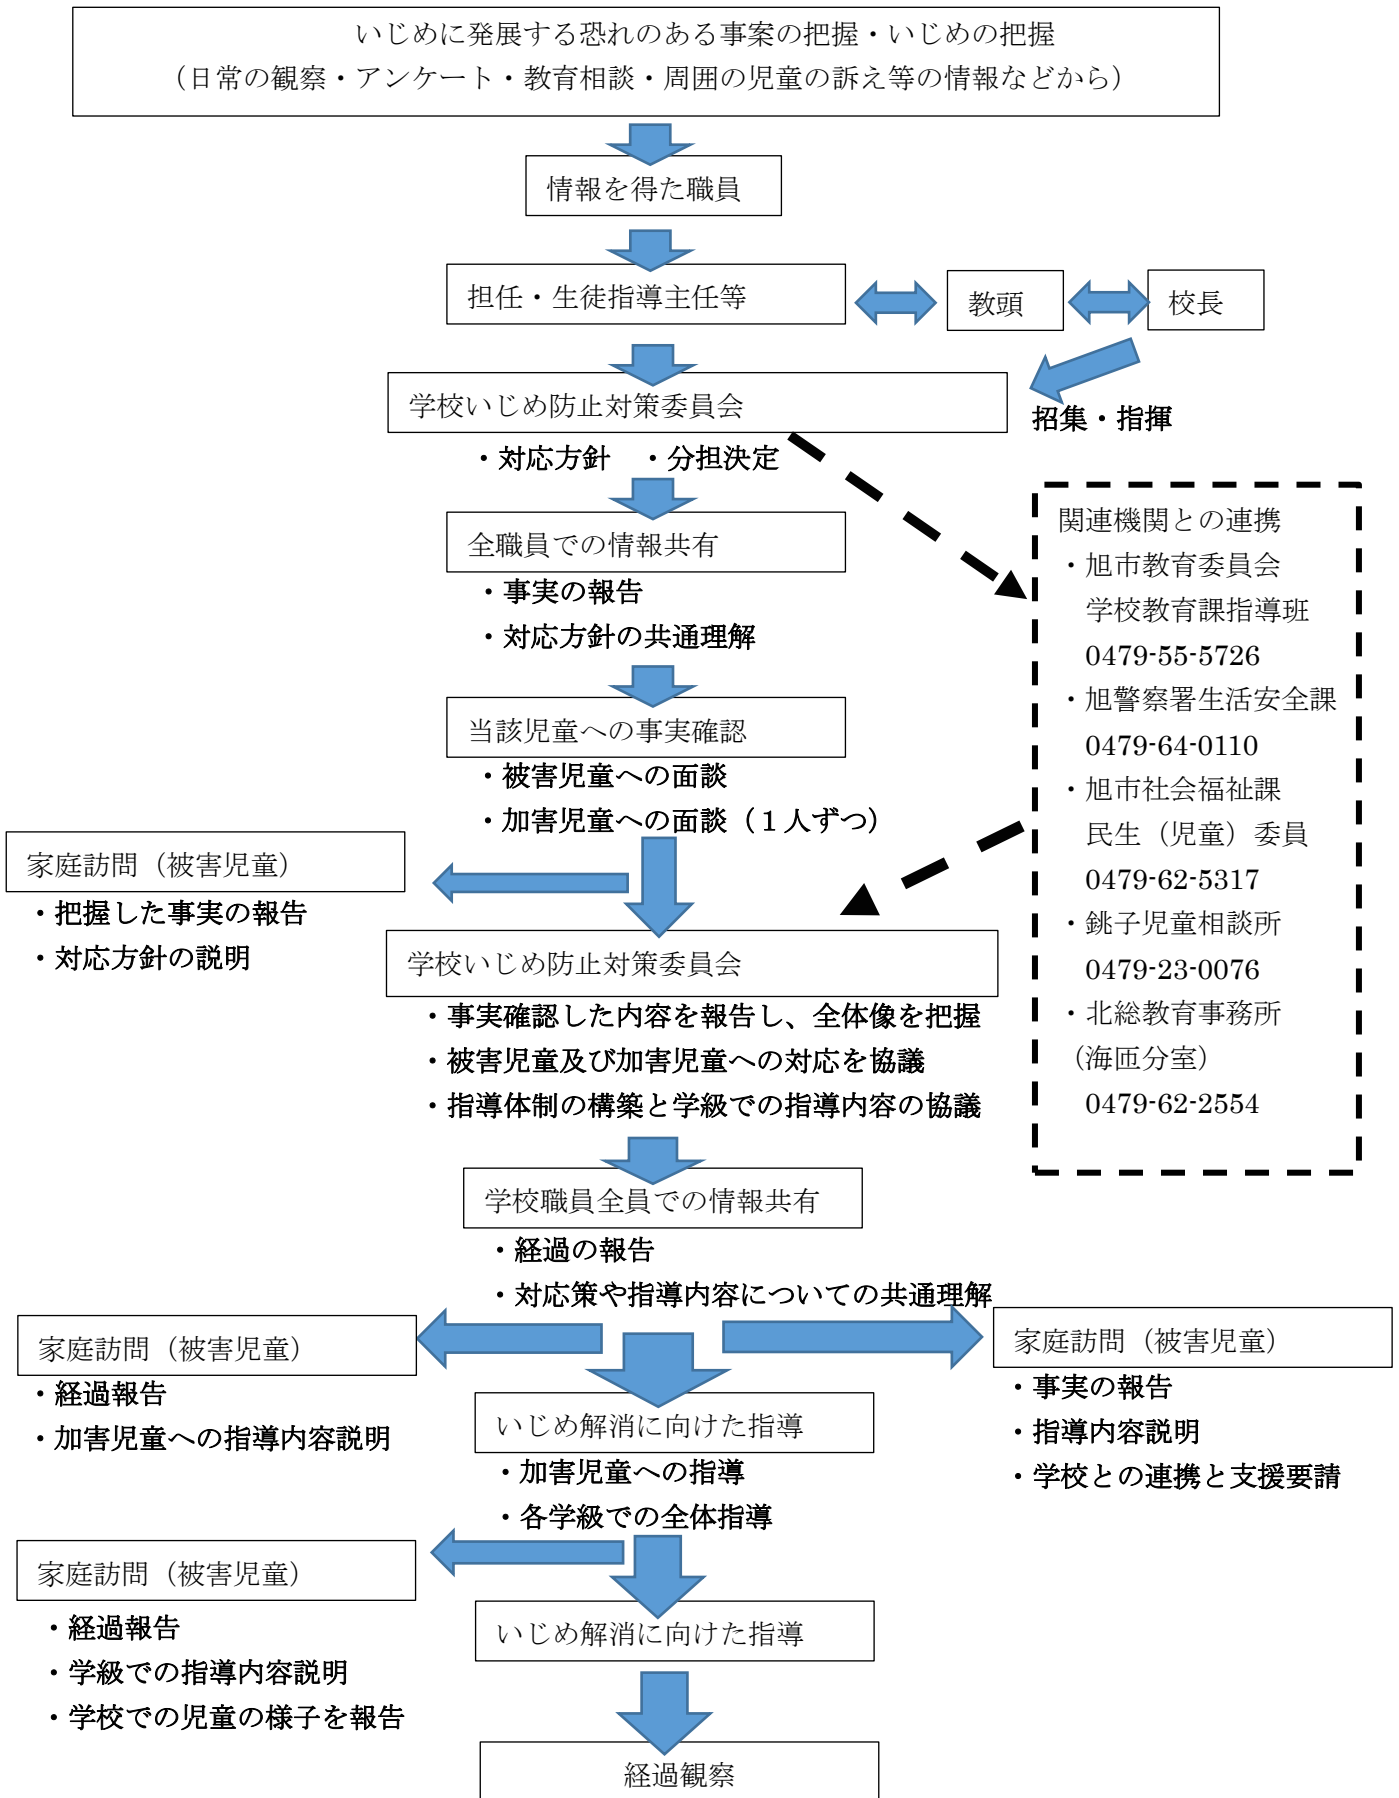 いじめに発展する恐れのある事案の把握・いじめの把握
（日常の観察・アンケート・教育相談・周囲の児童の訴え等の情報などから）
情報を得た職員
担任・生徒指導主任等
教頭
校長
学校いじめ防止対策委員会
招集・指揮
・対応方針　・分担決定
全職員での情報共有
・事実の報告
・対応方針の共通理解
関連機関との連携
・旭市教育委員会
学校教育課指導班
0479-55-5726
・旭警察署生活安全課
0479-64-0110
・旭市社会福祉課
民生（児童）委員
0479-62-5317
・銚子児童相談所
0479-23-0076
・北総教育事務所
（海匝分室）
0479-62-2554
当該児童への事実確認
・被害児童への面談
・加害児童への面談（１人ずつ）
家庭訪問（被害児童）
・把握した事実の報告
・対応方針の説明
学校いじめ防止対策委員会
・事実確認した内容を報告し、全体像を把握
・被害児童及び加害児童への対応を協議
・指導体制の構築と学級での指導内容の協議
学校職員全員での情報共有
・経過の報告
・対応策や指導内容についての共通理解
家庭訪問（被害児童）
・経過報告
・加害児童への指導内容説明
家庭訪問（被害児童）
・事実の報告
・指導内容説明
・学校との連携と支援要請
いじめ解消に向けた指導
・加害児童への指導
・各学級での全体指導
家庭訪問（被害児童）
・経過報告
・学級での指導内容説明
・学校での児童の様子を報告
いじめ解消に向けた指導
経過観察